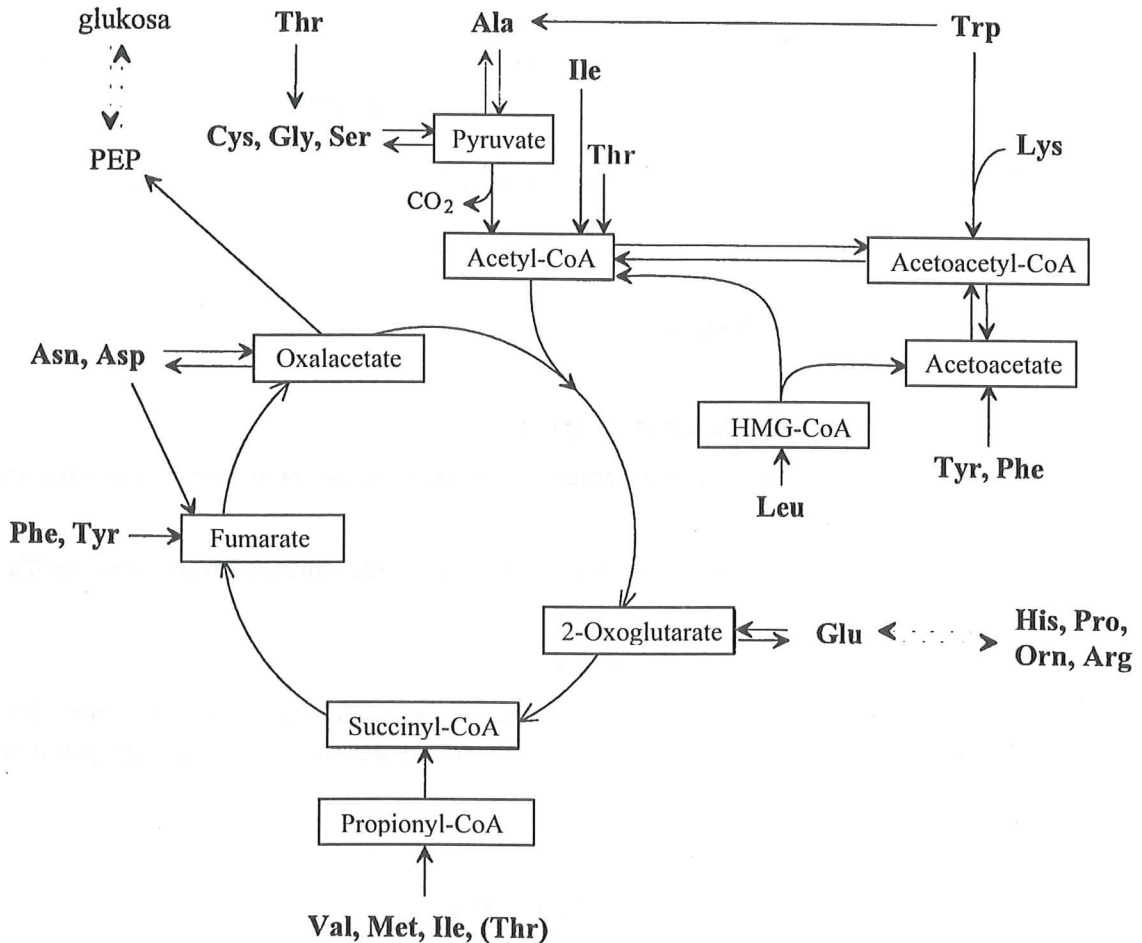 glukosa
Thr
Ala
Trp
Ile
Cys, Gly, Ser
Pyruvate
PEP
Thr
Lys
CO2
Acetyl-CoA
Acetoacetyl-CoA
Asn, Asp
Oxalacetate
Acetoacetate
HMG-CoA
Tyr, Phe
Leu
Phe, Tyr
Fumarate
2-Oxoglutarate
Glu
His, Pro,
Orn, Arg
Succinyl-CoA
Propionyl-CoA
Val, Met, Ile, (Thr)